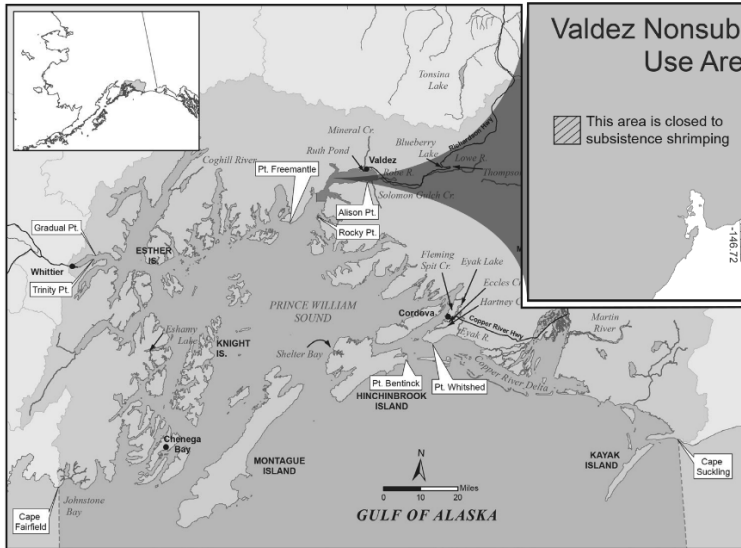 Valdez Nonsub
Use Are
This area is closed to
subsistence shrimping
-146.72
Tonsina
Lake
Mineral Cr.
Ruth Pond
Valdez
Blueberry
Lake
Richardson Hwy
Lowe R.
Thompson
Robe R.
Solomon Gulch Cr.
Coghill River
Pt. Freemantle
Alison Pt.
Rocky Pt.
Gradual Pt.
Whittier
Trinity Pt.
ESTHER
IS.
Fleming
Spit Cr.
Eyak Lake
Eccles C
Hartney C
PRINCE WILLIAM
SOUND
Cordova
Copper River Hwy
Eyak R.
Martin
River
Eshamy
Lake
KNIGHT
IS.
Shelter Bay
Pt. Bentinck
Pt. Whitshed
Copper River Delta
HINCHINBROOK
ISLAND
Chenega
Bay
MONTAGUE
ISLAND
KAYAK
ISLAND
Cape
Suckling
Johnstone
Bay
Cape
Fairfield
N
0 10 20
Miles
GULF OF ALASKA